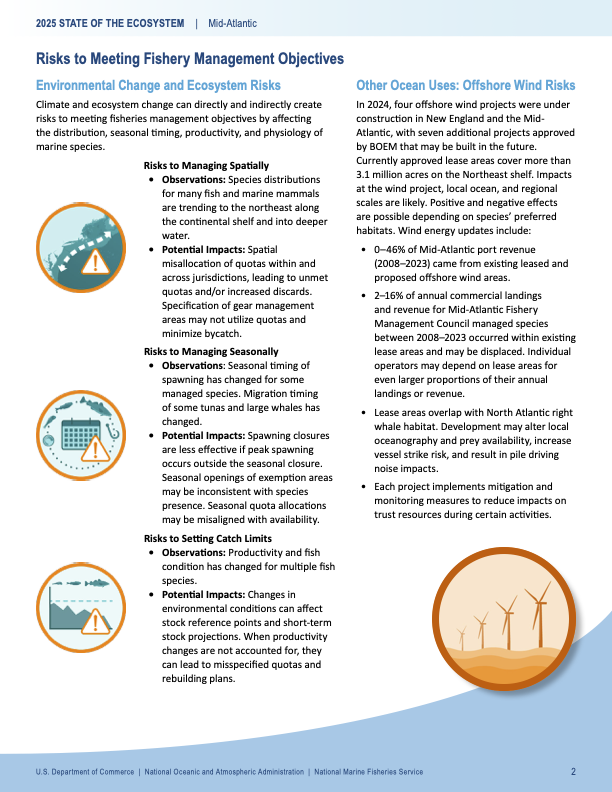 2025 STATE OF THE ECOSYSTEM | Mid-Atlantic
Risks to Meeting Fishery Management Objectives
Environmental Change and Ecosystem Risks
Climate and ecosystem change can directly and indirectly create
risks to meeting fisheries management objectives by affecting
the distribution, seasonal timing, productivity, and physiology of
marine species.
Risks to Managing Spatially
• Observations: Species distributions
for many fish and marine mammals
are trending to the northeast along
the continental shelf and into deeper
water.
• Potential Impacts: Spatial
misallocation of quotas within and
across jurisdictions, leading to unmet
quotas and/or increased discards.
Specification of gear management
areas may not utilize quotas and
minimize bycatch.
Risks to Managing Seasonally
• Observations: Seasonal timing of
spawning has changed for some
managed species. Migration timing
of some tunas and large whales has
changed.
• Potential Impacts: Spawning closures
are less effective if peak spawning
occurs outside the seasonal closure.
Seasonal openings of exemption areas
may be inconsistent with species
presence. Seasonal quota allocations
may be misaligned with availability.
Risks to Setting Catch Limits
• Observations: Productivity and fish
condition has changed for multiple fish
species.
• Potential Impacts: Changes in
environmental conditions can affect
stock reference points and short-term
stock projections. When productivity
changes are not accounted for, they
can lead to misspecified quotas and
rebuilding plans.
Other Ocean Uses: Offshore Wind Risks
In 2024, four offshore wind projects were under
construction in New England and the Mid-
Atlantic, with seven additional projects approved
by BOEM that may be built in the future.
Currently approved lease areas cover more than
3.1 million acres on the Northeast shelf. Impacts
at the wind project, local ocean, and regional
scales are likely. Positive and negative effects
are possible depending on species' preferred
habitats. Wind energy updates include:
• 0–46% of Mid-Atlantic port revenue
(2008–2023) came from existing leased and
proposed offshore wind areas.
• 2–16% of annual commercial landings
and revenue for Mid-Atlantic Fishery
Management Council managed species
between 2008–2023 occurred within existing
lease areas and may be displaced. Individual
operators may depend on lease areas for
even larger proportions of their annual
landings or revenue.
• Lease areas overlap with North Atlantic right
whale habitat. Development may alter local
oceanography and prey availability, increase
vessel strike risk, and result in pile driving
noise impacts.
• Each project implements mitigation and
monitoring measures to reduce impacts on
trust resources during certain activities.
U.S. Department of Commerce | National Oceanic and Atmospheric Administration | National Marine Fisheries Service
2